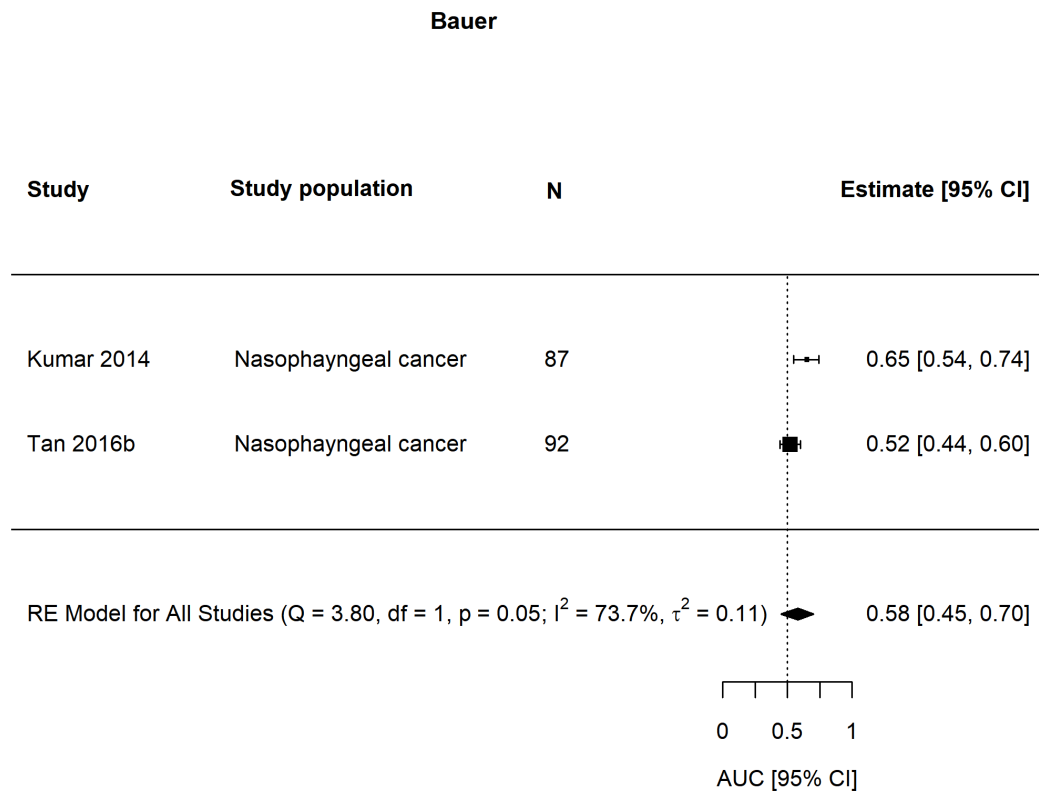 Bauer
Study Study population N Estimate [95% CI]
Kumar 2014 Nasophayngeal cancer 87 0.65 [0.54, 0.74]
Tan 2016b Nasophayngeal cancer 92 0.52 [0.44, 0.60]
RE Model for All Studies (Q = 3.80, df = 1, p = 0.05; I² = 73.7%, τ² = 0.11) 0.58 [0.45, 0.70]
0 0.5 1
AUC [95% CI]